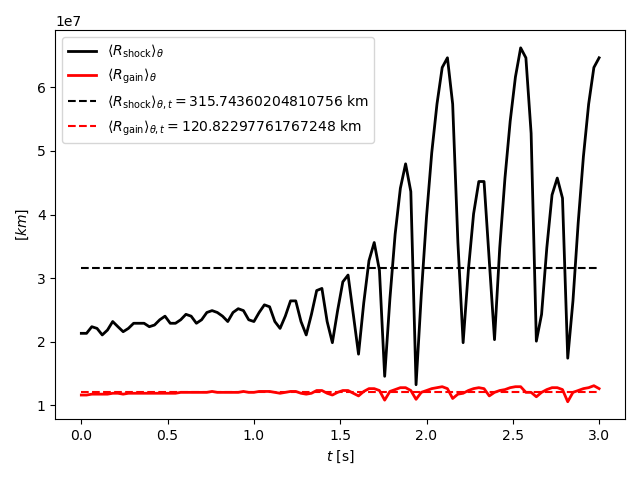 1e7
⟨R_shock⟩_θ
⟨R_gain⟩_θ
⟨R_shock⟩_θ,t = 315.74360204810756 km
⟨R_gain⟩_θ,t = 120.82297761767248 km
6
5
4
3
2
1
[km]
0.0 0.5 1.0 1.5 2.0 2.5 3.0
t [s]